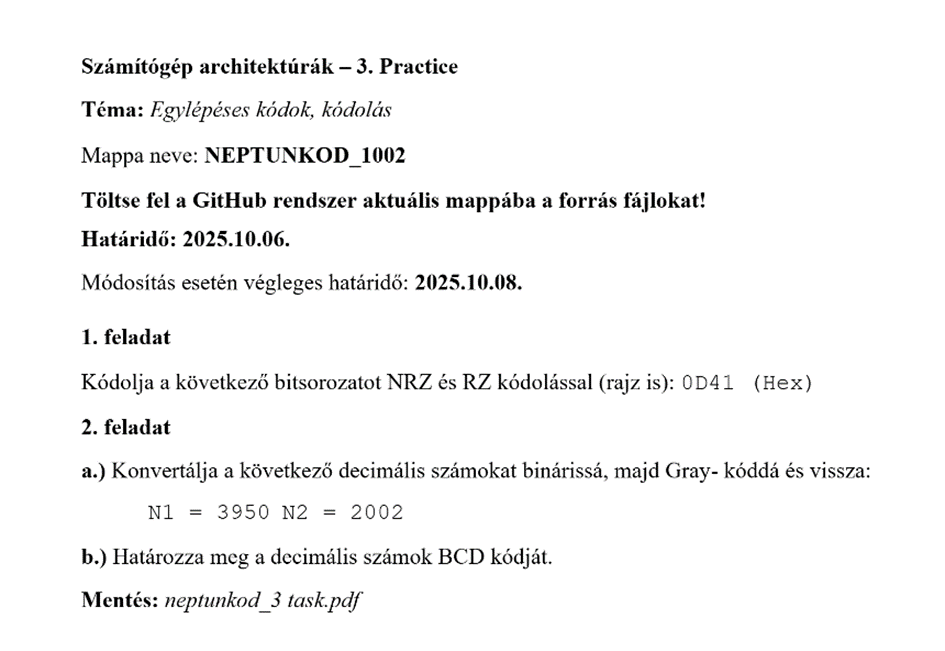 Számítógép architektúrák – 3. Practice
Téma: Egylépéses kódok, kódolás
Mappa neve: NEPTUNKOD_1002
Töltse fel a GitHub rendszer aktuális mappába a forrás fájlokat!
Határidő: 2025.10.06.
Módosítás esetén végleges határidő: 2025.10.08.
1. feladat
Kódolja a következő bitsorozatot NRZ és RZ kódolással (rajz is): 0D41 (Hex)
2. feladat
a.) Konvertálja a következő decimális számokat binárissá, majd Gray- kóddá és vissza:
N1 = 3950 N2 = 2002
b.) Határozza meg a decimális számok BCD kódját.
Mentés: neptunkod_3 task.pdf